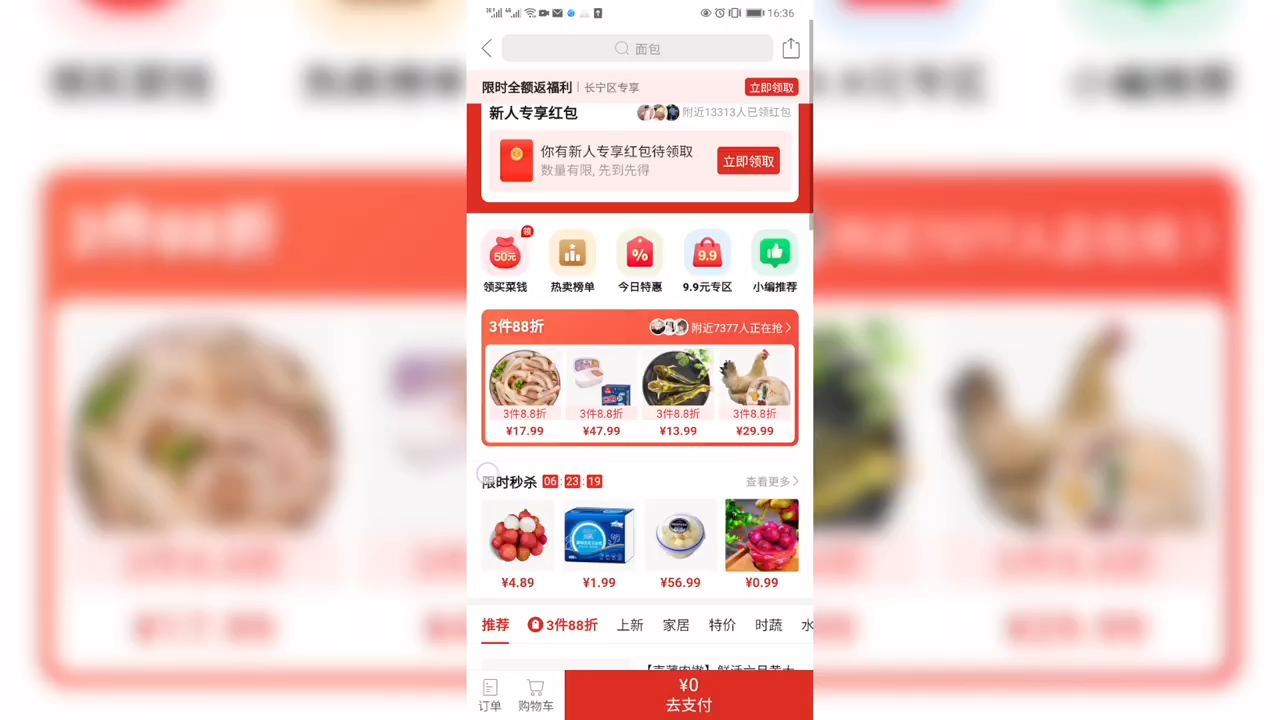 16:36
面包
限时全额返福利 长宁区专享 立即领取
新人专享红包 附近13313人已领红包
你有新人专享红包待领取
数量有限, 先到先得
立即领取
领
50元
%
9.9
领买菜钱 热卖榜单 今日特惠 9.9元专区 小编推荐
3件88折 附近7377人正在抢
3件8.8折 3件8.8折 3件8.8折 3件8.8折
¥17.99 ¥47.99 ¥13.99 ¥29.99
限时秒杀 06:23:19 查看更多
¥4.89 ¥1.99 ¥56.99 ¥0.99
推荐 3件88折 上新 家居 特价 时蔬 水
¥0
订单 购物车 去支付